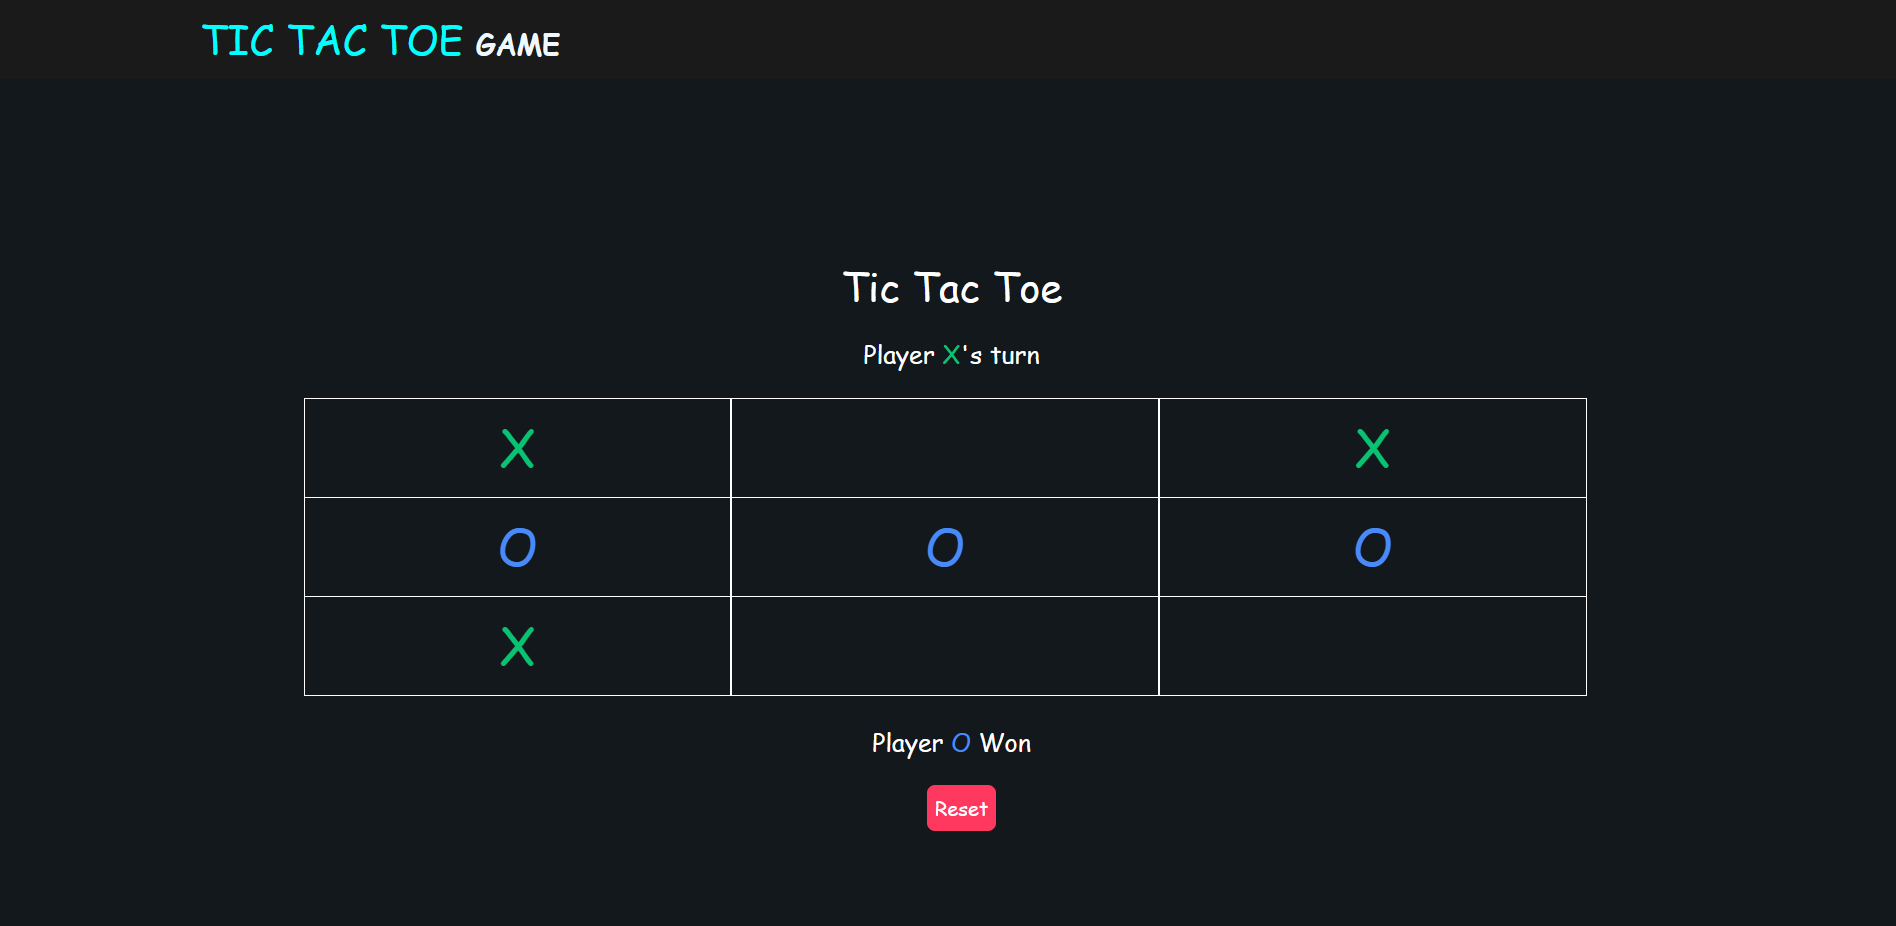 TIC TAC TOE GAME
Tic Tac Toe
Player X's turn
X X
O O O
X
Player O Won
Reset